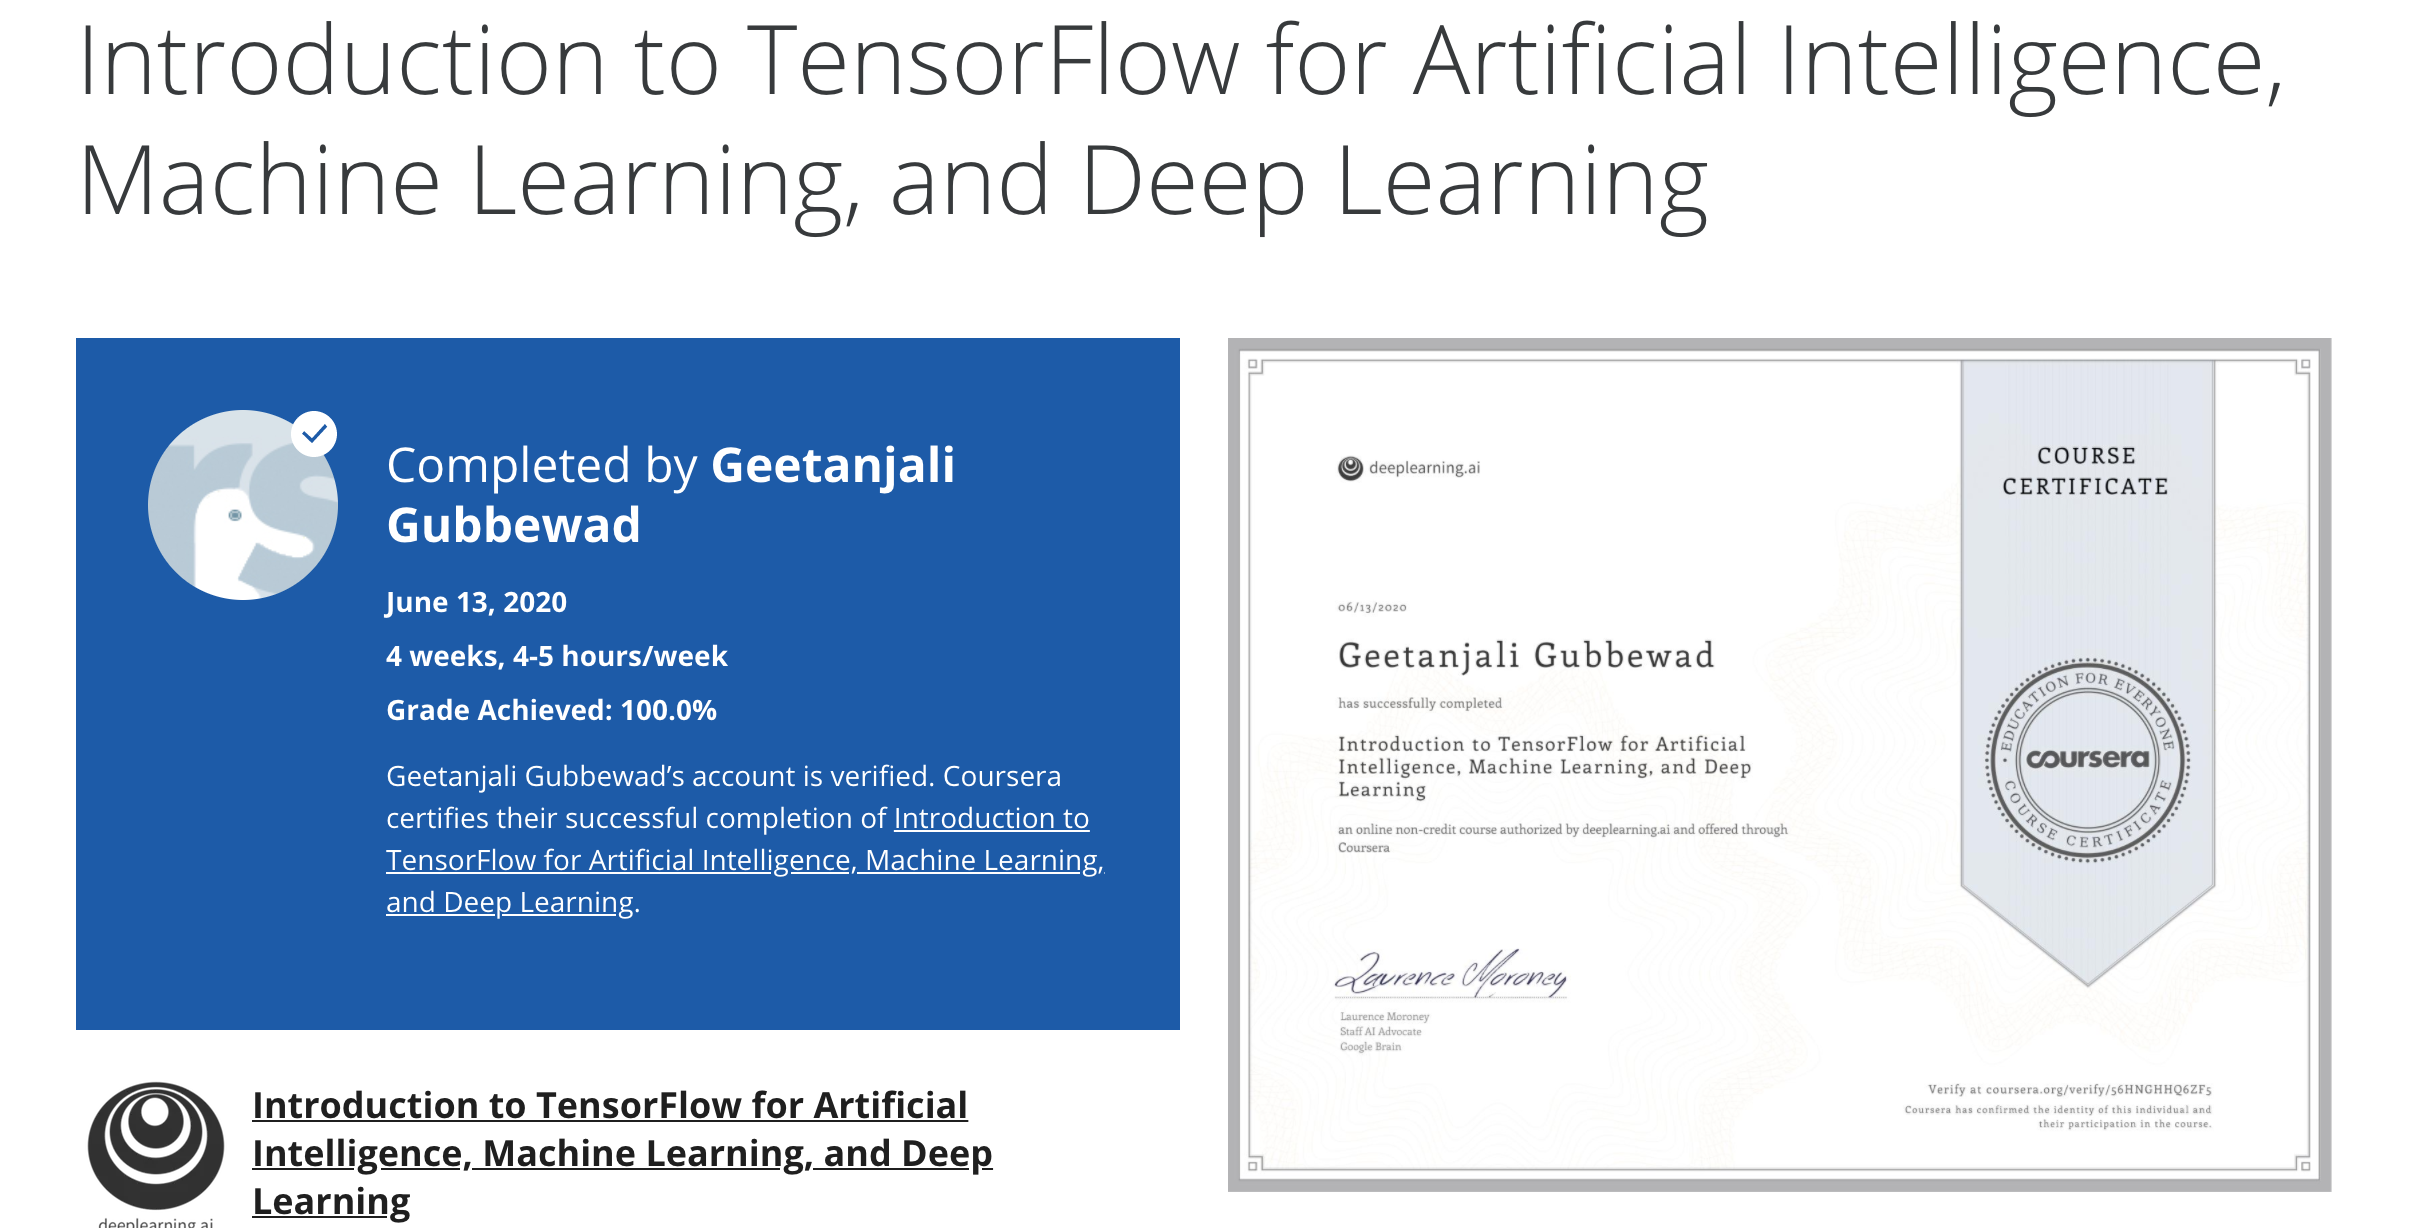 Introduction to TensorFlow for Artificial Intelligence,
Machine Learning, and Deep Learning
Completed by Geetanjali
Gubbewad
June 13, 2020
4 weeks, 4-5 hours/week
Grade Achieved: 100.0%
Geetanjali Gubbewad’s account is verified. Coursera
certifies their successful completion of Introduction to
TensorFlow for Artificial Intelligence, Machine Learning,
and Deep Learning.
deeplearning.ai
Introduction to TensorFlow for Artificial
Intelligence, Machine Learning, and Deep
Learning
deeplearning.ai
06/13/2020
Geetanjali Gubbewad
has successfully completed
Introduction to TensorFlow for Artificial
Intelligence, Machine Learning, and Deep
Learning
an online non-credit course authorized by deeplearning.ai and offered through
Coursera
Laurence Moroney
Laurence Moroney
Staff AI Advocate
Google Brain
COURSE
CERTIFICATE
EDUCATION FOR EVERYONE
coursera
COURSE CERTIFICATE
Verify at coursera.org/verify/56HNGHHQ6ZF5
Coursera has confirmed the identity of this individual and
their participation in the course.